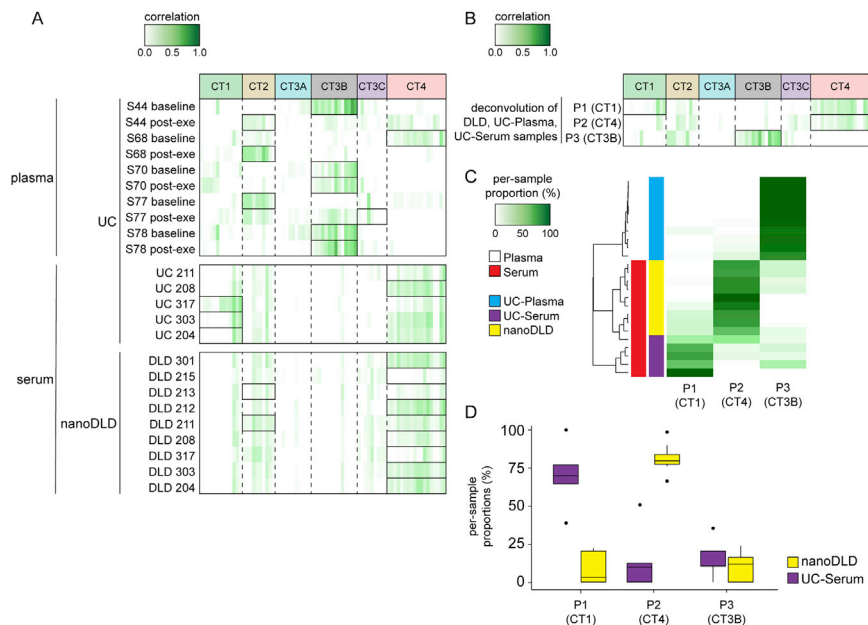 A
correlation
0.0 1.0
CT1 CT2 CT3A CT3B CT3C CT4
plasma
UC
S44 baseline
S44 post-exe
S68 baseline
S68 post-exe
S70 baseline
S70 post-exe
S77 baseline
S77 post-exe
S78 baseline
S78 post-exe
serum
UC 211
UC 208
UC 317
UC 303
UC 204
nanoDLD
DLD 301
DLD 215
DLD 213
DLD 212
DLD 211
DLD 208
DLD 317
DLD 303
DLD 204
B
correlation
0.0 1.0
CT1 CT2 CT3A CT3B CT3C CT4
deconvolution of
DLD, UC-Plasma,
UC-Serum samples
P1 (CT1)
P2 (CT4)
P3 (CT3B)
C
per-sample
proportion (%)
0 100
Plasma
Serum
UC-Plasma
UC-Serum
nanoDLD
P1 P2 P3
(CT1) (CT4) (CT3B)
D
per-sample
proportions (%)
100
75
50
25
0
P1 P2 P3
(CT1) (CT4) (CT3B)
nanoDLD
UC-Serum